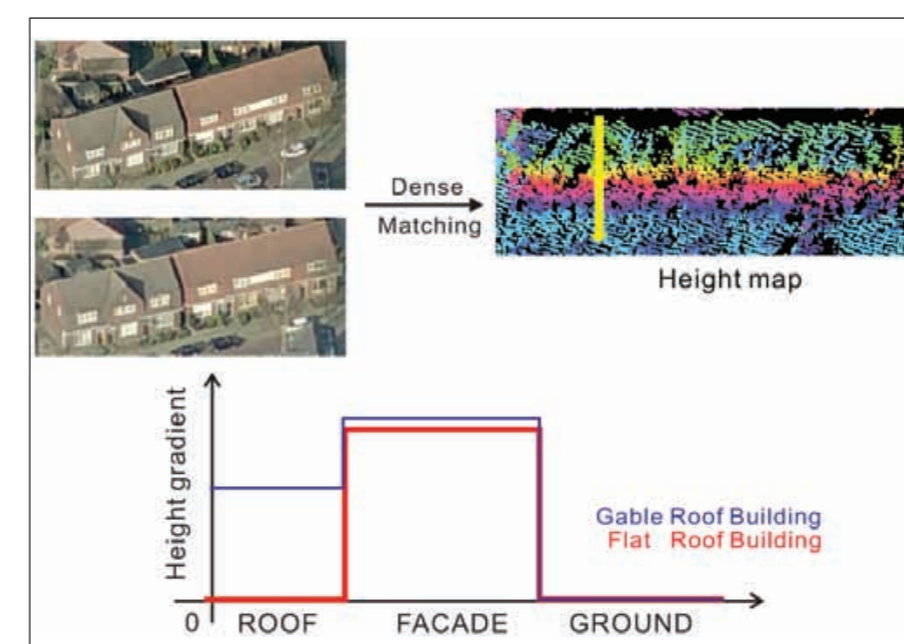 Dense
Matching
Height map
Height gradient
Gable Roof Building
Flat Roof Building
0 ROOF FACADE GROUND